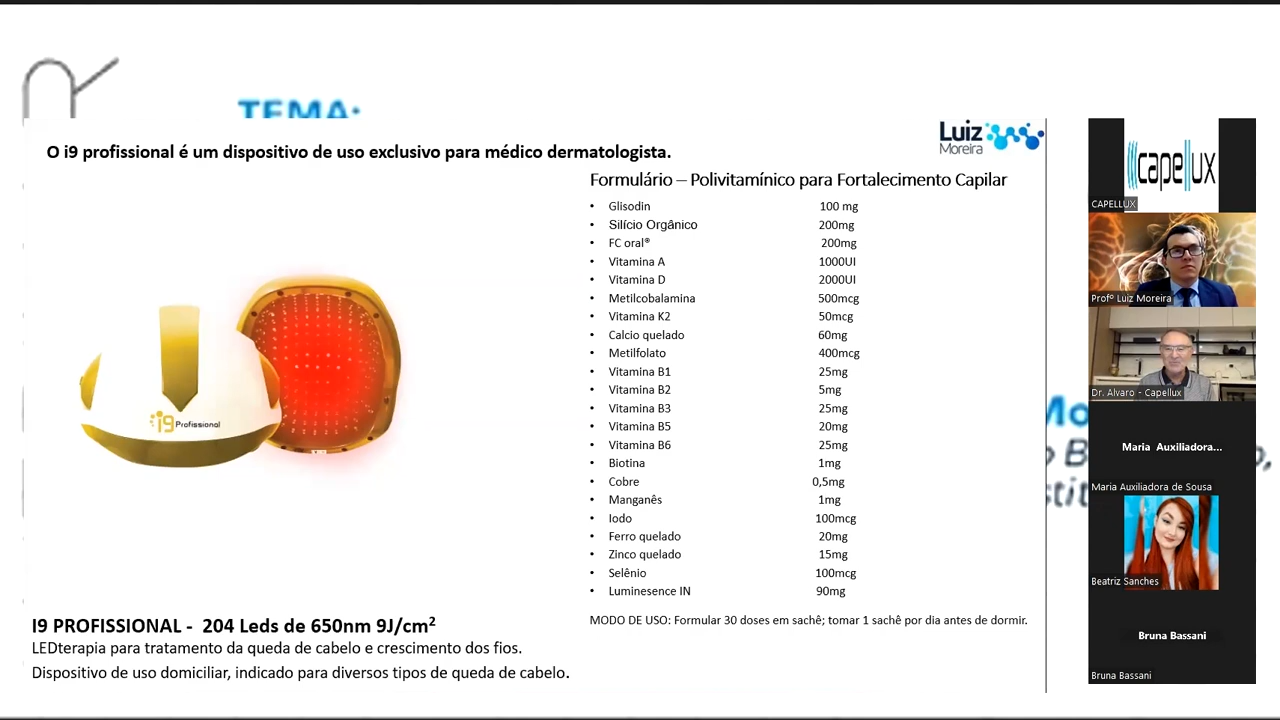 TEMA:
O i9 profissional é um dispositivo de uso exclusivo para médico dermatologista.
Luiz
Moreira
Formulário – Polivitamínico para Fortalecimento Capilar
• Glisodin 100 mg
• Silício Orgânico 200mg
• FC oral® 200mg
• Vitamina A 1000UI
• Vitamina D 2000UI
• Metilcobalamina 500mcg
• Vitamina K2 50mcg
• Calcio quelado 60mg
• Metilfolato 400mcg
• Vitamina B1 25mg
• Vitamina B2 5mg
• Vitamina B3 25mg
• Vitamina B5 20mg
• Vitamina B6 25mg
• Biotina 1mg
• Cobre 0,5mg
• Manganês 1mg
• Iodo 100mcg
• Ferro quelado 20mg
• Zinco quelado 15mg
• Selênio 100mcg
• Luminesence IN 90mg
MODO DE USO: Formular 30 doses em sachê; tomar 1 sachê por dia antes de dormir.
i9 Profissional
I9 PROFISSIONAL - 204 Leds de 650nm 9J/cm²
LEDterapia para tratamento da queda de cabelo e crescimento dos fios.
Dispositivo de uso domiciliar, indicado para diversos tipos de queda de cabelo.
capellux
CAPELLUX
Profº Luiz Moreira
Dr. Alvaro - Capellux
Maria Auxiliadora...
Maria Auxiliadora de Sousa
Beatriz Sanches
Bruna Bassani
Bruna Bassani